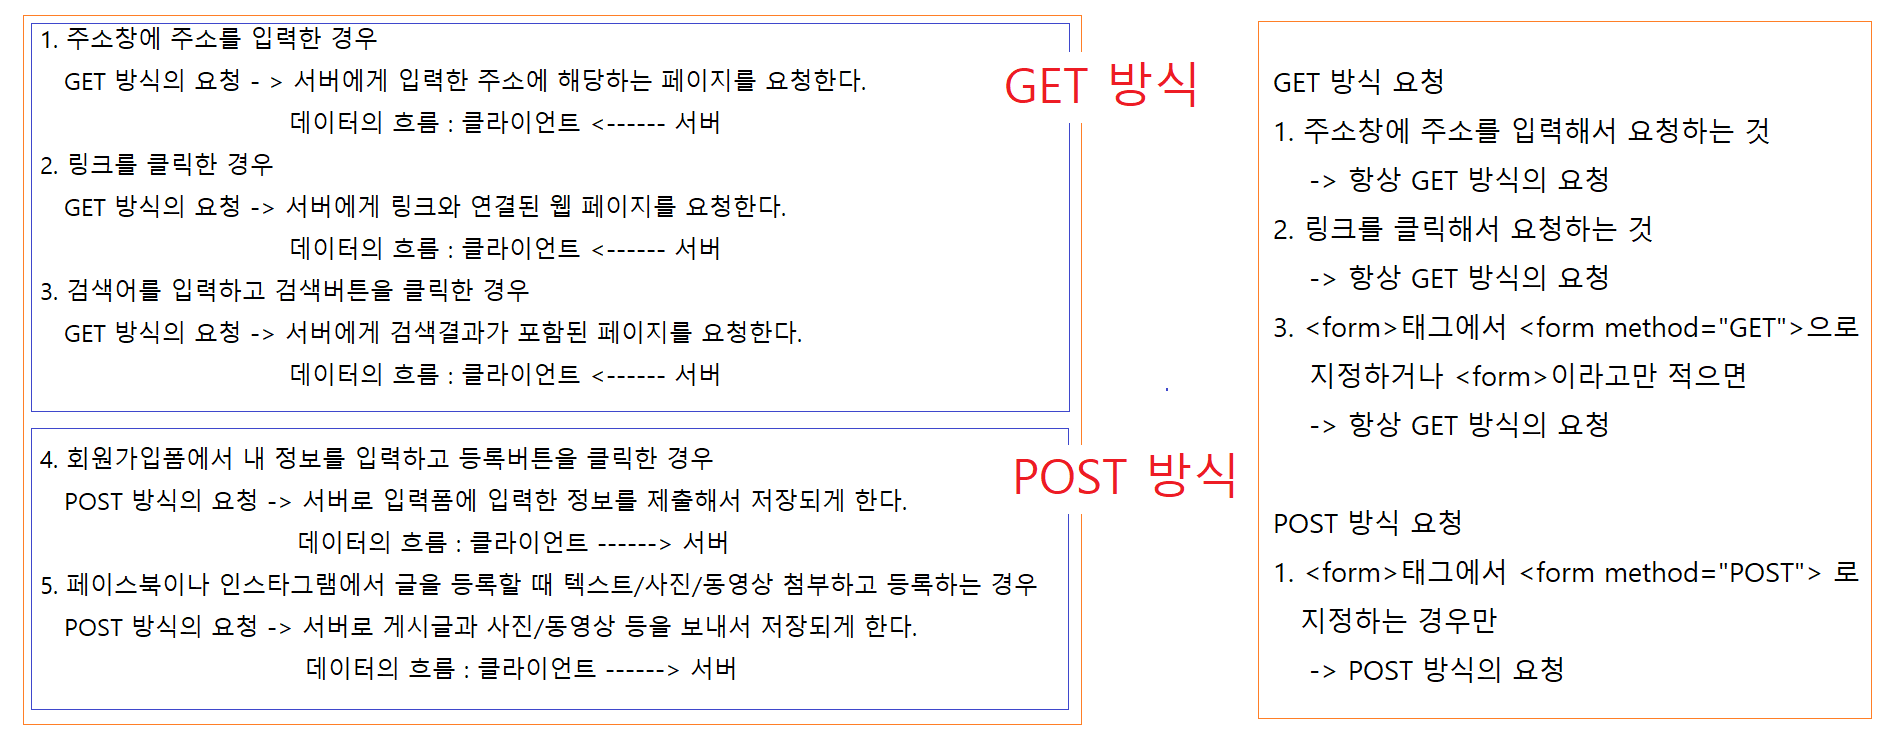 1. 주소창에 주소를 입력한 경우
GET 방식의 요청 - > 서버에게 입력한 주소에 해당하는 페이지를 요청한다.
데이터의 흐름 : 클라이언트 <------ 서버
2. 링크를 클릭한 경우
GET 방식의 요청 -> 서버에게 링크와 연결된 웹 페이지를 요청한다.
데이터의 흐름 : 클라이언트 <------ 서버
3. 검색어를 입력하고 검색버튼을 클릭한 경우
GET 방식의 요청 -> 서버에게 검색결과가 포함된 페이지를 요청한다.
데이터의 흐름 : 클라이언트 <------ 서버
GET 방식
4. 회원가입폼에서 내 정보를 입력하고 등록버튼을 클릭한 경우
POST 방식의 요청 -> 서버로 입력폼에 입력한 정보를 제출해서 저장되게 한다.
데이터의 흐름 : 클라이언트 ------> 서버
5. 페이스북이나 인스타그램에서 글을 등록할 때 텍스트/사진/동영상 첨부하고 등록하는 경우
POST 방식의 요청 -> 서버로 게시글과 사진/동영상 등을 보내서 저장되게 한다.
데이터의 흐름 : 클라이언트 ------> 서버
POST 방식
GET 방식 요청
1. 주소창에 주소를 입력해서 요청하는 것
-> 항상 GET 방식의 요청
2. 링크를 클릭해서 요청하는 것
-> 항상 GET 방식의 요청
3. <form>태그에서 <form method="GET">으로
지정하거나 <form>이라고만 적으면
-> 항상 GET 방식의 요청
POST 방식 요청
1. <form>태그에서 <form method="POST"> 로
지정하는 경우만
-> POST 방식의 요청